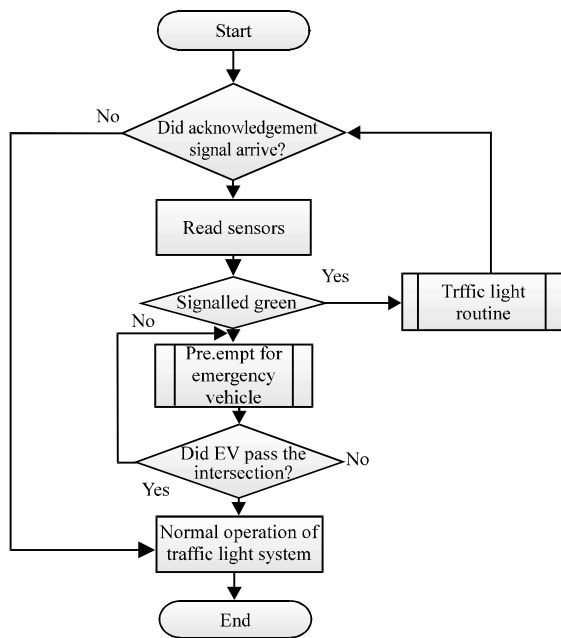 Start
No
Did acknowledgement
signal arrive?
Read sensors
Yes
Signalled green
Trffic light
routine
No
Pre.empt for
emergency
vehicle
Did EV pass the
intersection?
No
Yes
Normal operation of
traffic light system
End